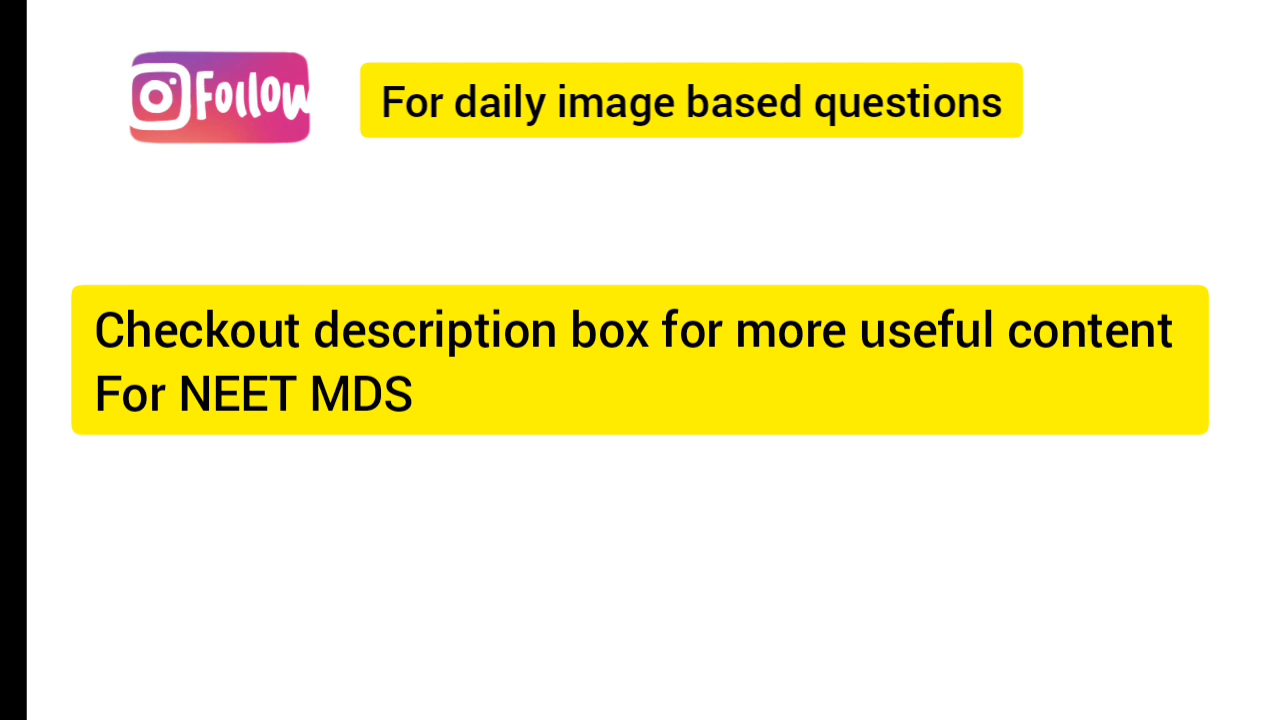 Follow
For daily image based questions
Checkout description box for more useful content
For NEET MDS